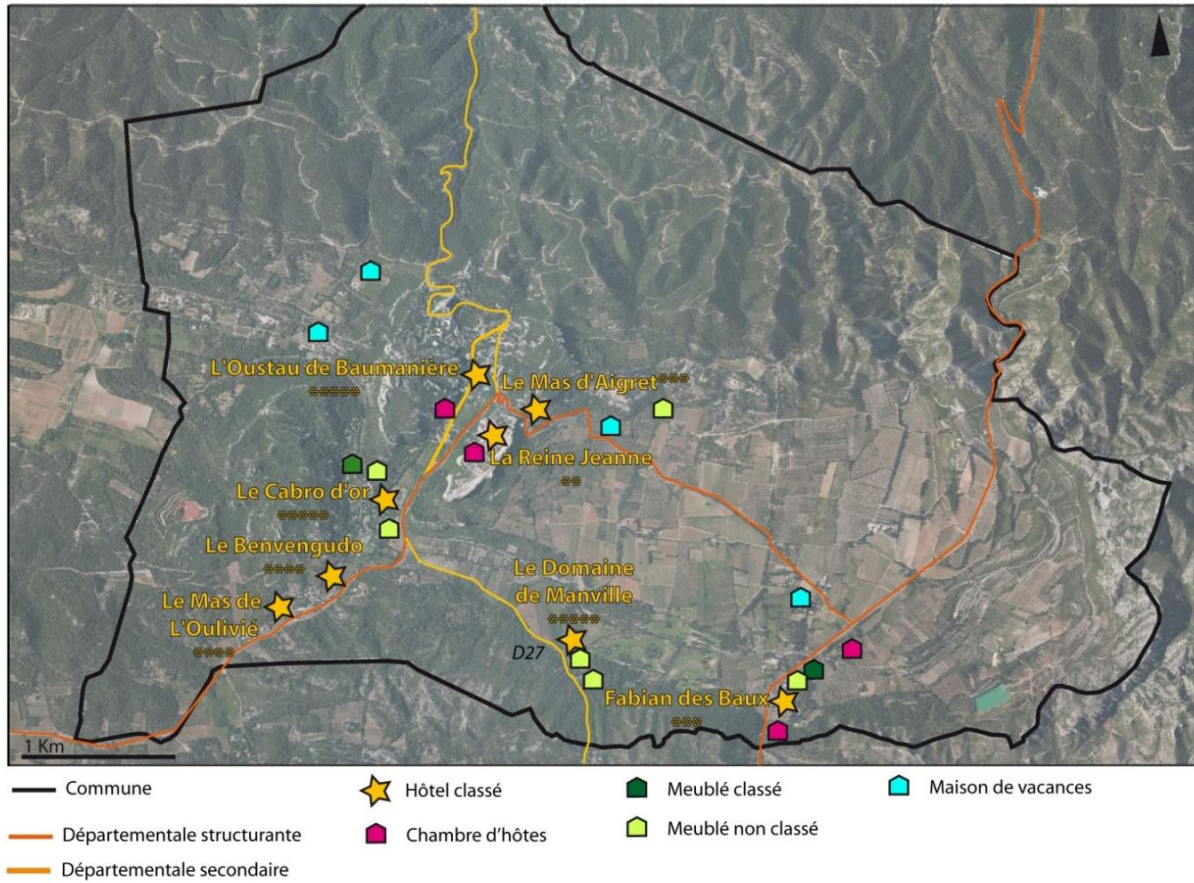 L'Oustau de Baumanière
Le Mas d'Aigret
La Reine Jeanne
Le Cabro d'or
Le Benvengudo
Le Domaine
de Manville
Le Mas de
L'Oulivié
D27
Fabian des Baux
1 Km
Commune
Hôtel classé
Meublé classé
Maison de vacances
Départementale structurante
Chambre d'hôtes
Meublé non classé
Départementale secondaire